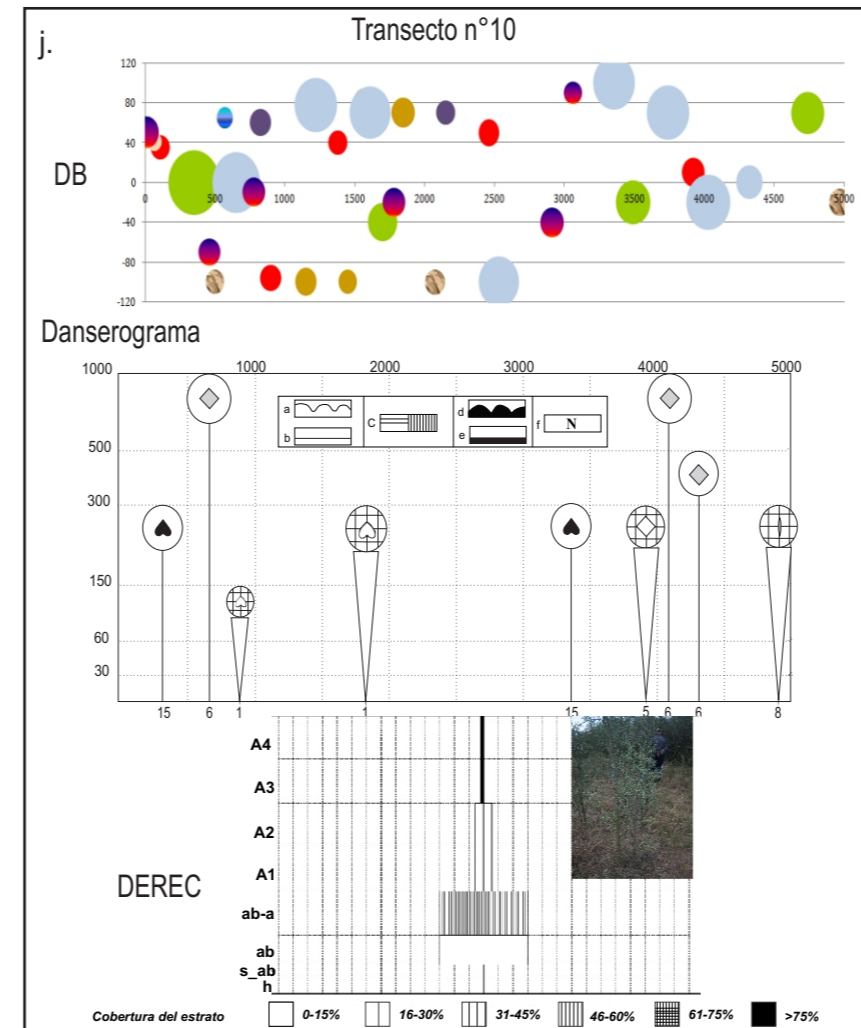 j.
Transecto n°10
120
80
40
DB
0
0 500 1000 1500 2000 2500 3000 3500 4000 4500 5000
-40
-80
-120
Danserograma
1000 1000 2000 3000 4000 5000
a
b
C
d
e
f
N
500
300
150
60
30
15 6 1 1 15 5 6 6 8
A4
A3
A2
A1
DEREC
ab-a
ab
s_ab
h
Cobertura del estrato 0-15% 16-30% 31-45% 46-60% 61-75% >75%